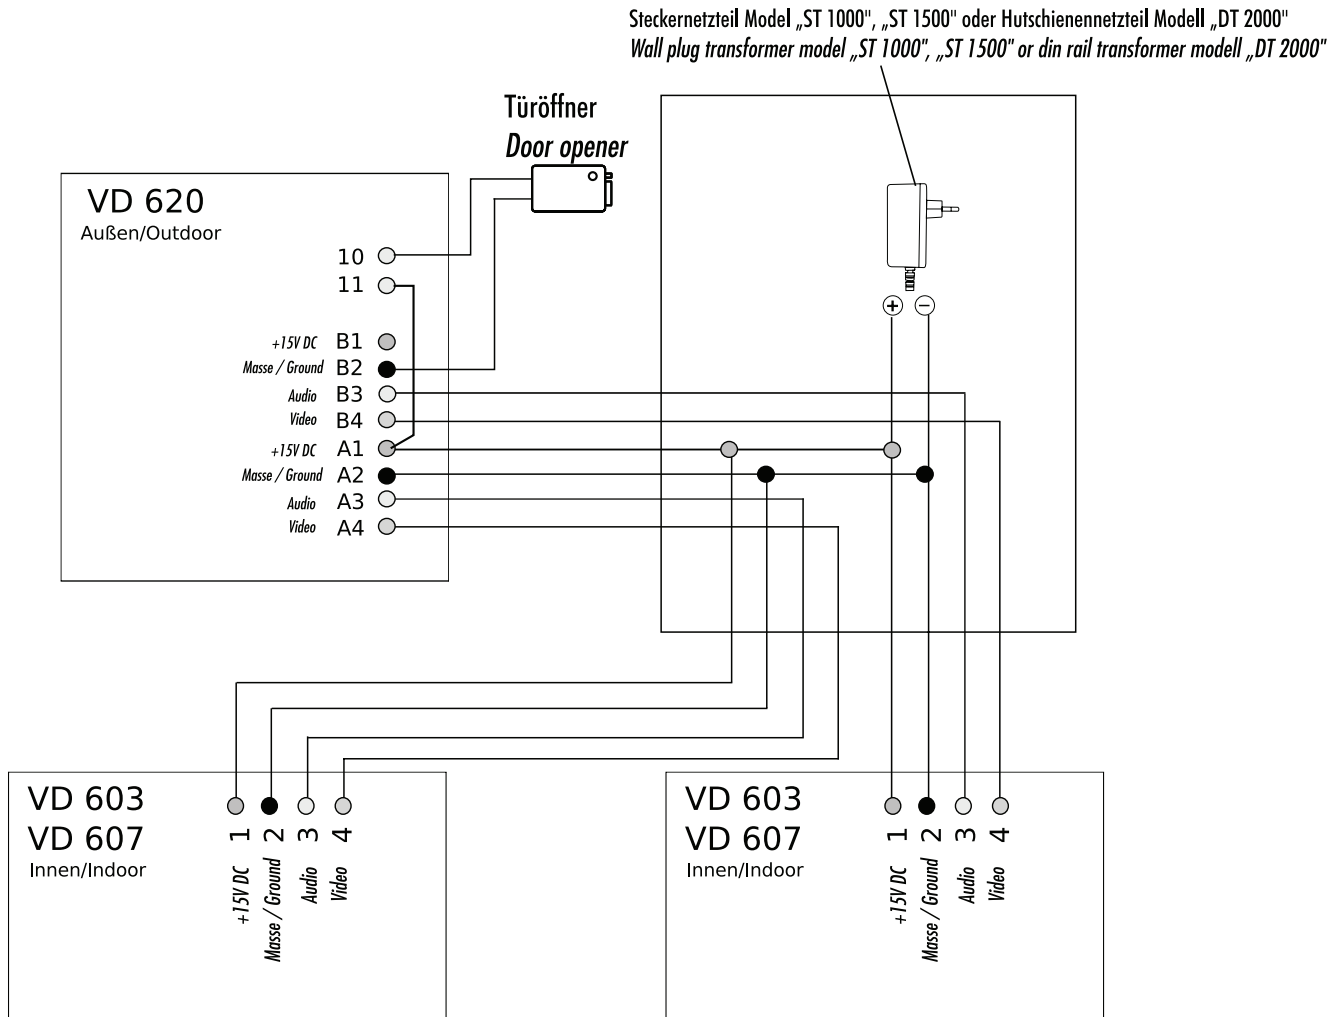 Steckernetzteil Model „ST 1000", „ST 1500" oder Hutschienennetzteil Modell „DT 2000"
Wall plug transformer model „ST 1000", „ST 1500" or din rail transformer modell „DT 2000"
Türöffner
Door opener
VD 620
Außen/Outdoor
10
11
+15V DC B1
Masse / Ground B2
Audio B3
Video B4
+15V DC A1
Masse / Ground A2
Audio A3
Video A4
+ −
VD 603
VD 607
Innen/Indoor
1 2 3 4
+15V DC
Masse / Ground
Audio
Video
VD 603
VD 607
Innen/Indoor
1 2 3 4
+15V DC
Masse / Ground
Audio
Video